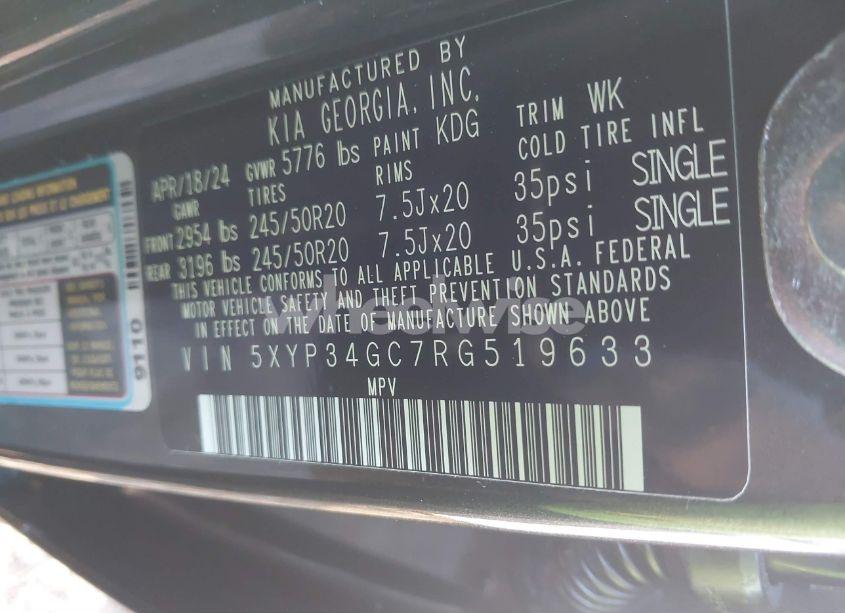 MANUFACTURED BY
KIA GEORGIA, INC.
APR/18/24 GVWR 5776 lbs PAINT KDG TRIM WK
GAWR TIRES RIMS COLD TIRE INFL
FRONT 2954 lbs 245/50R20 7.5Jx20 35psi SINGLE
REAR 3196 lbs 245/50R20 7.5Jx20 35psi SINGLE
THIS VEHICLE CONFORMS TO ALL APPLICABLE U.S.A. FEDERAL
MOTOR VEHICLE SAFETY AND THEFT PREVENTION STANDARDS
IN EFFECT ON THE DATE OF MANUFACTURE SHOWN ABOVE
VIN 5XYP34GC7RG519633
MPV
9110
wheelwise